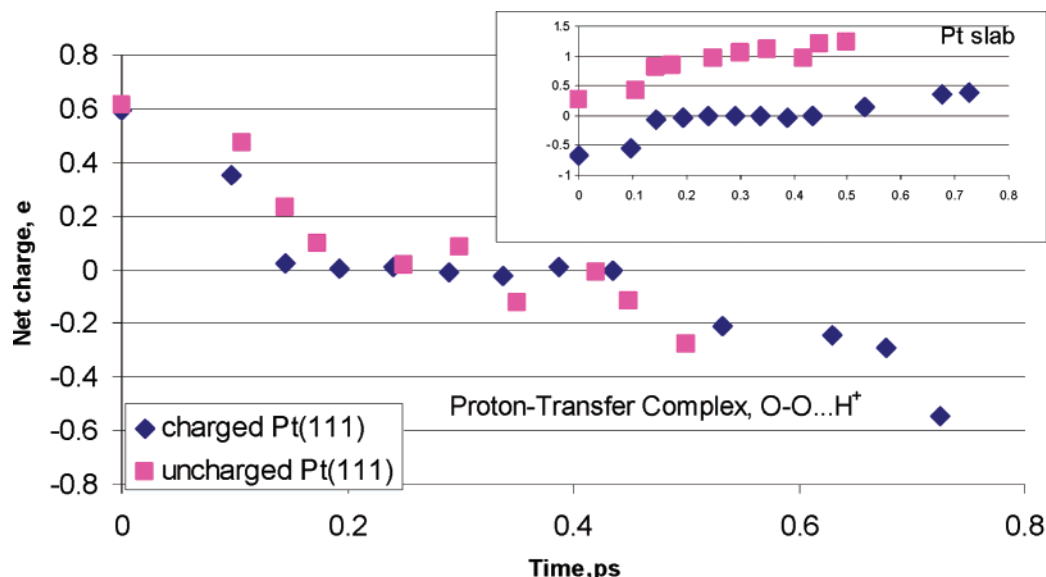 Pt slab
1.5
1
0.5
0
-0.5
-1
0 0.1 0.2 0.3 0.4 0.5 0.6 0.7 0.8
0.8
0.6
0.4
0.2
0
-0.2
-0.4
-0.6
-0.8
Net charge, e
Proton-Transfer Complex, O-O...H⁺
charged Pt(111)
uncharged Pt(111)
0 0.2 0.4 0.6 0.8
Time,ps